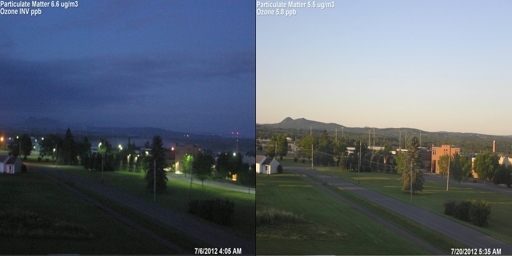 Particulate Matter 6.6 ug/m3
Ozone INV ppb
Particulate Matter 5.5 ug/m3
Ozone 5.8 ppb
7/6/2012 4:05 AM
7/20/2012 5:35 AM